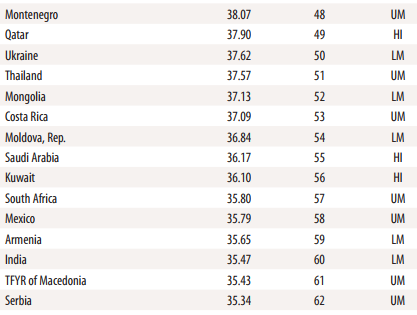 Montenegro 38.07 48 UM
Qatar 37.90 49 HI
Ukraine 37.62 50 LM
Thailand 37.57 51 UM
Mongolia 37.13 52 LM
Costa Rica 37.09 53 UM
Moldova, Rep. 36.84 54 LM
Saudi Arabia 36.17 55 HI
Kuwait 36.10 56 HI
South Africa 35.80 57 UM
Mexico 35.79 58 UM
Armenia 35.65 59 LM
India 35.47 60 LM
TFYR of Macedonia 35.43 61 UM
Serbia 35.34 62 UM